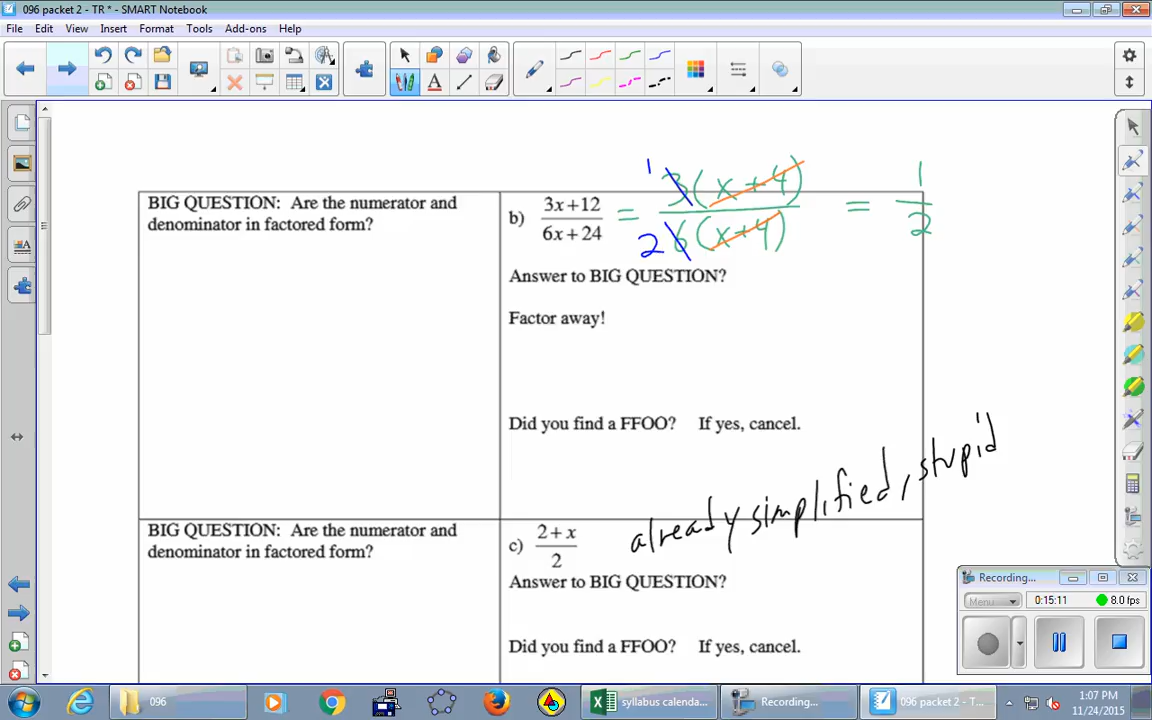 096 packet 2 - TR * - SMART Notebook
File Edit View Insert Format Tools Add-ons Help
BIG QUESTION: Are the numerator and
denominator in factored form?
b) 3x+12 / 6x+24 = 1 3(x+4) / 2 6(x+4) = 1/2
Answer to BIG QUESTION?
Factor away!
Did you find a FFOO? If yes, cancel.
already simplified, stupid
BIG QUESTION: Are the numerator and
denominator in factored form?
c) 2+x / 2
Answer to BIG QUESTION?
Did you find a FFOO? If yes, cancel.
Recording...
Menu 0:15:11 8.0 fps
096 syllabus calenda... Recording... 096 packet 2 - T...
1:07 PM
11/24/2015